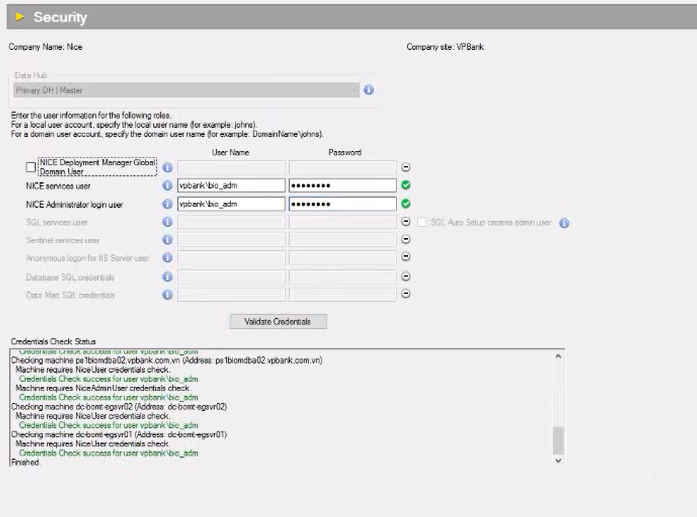 Security
Company Name: Nice
Company site: VPBank
Data Hub
Primary DH | Master
Enter the user information for the following roles.
For a local user account, specify the local user name (for example: johns).
For a domain user account, specify the domain user name (for example: DomainName\johns).
User Name Password
NICE Deployment Manager Global
Domain User
NICE services user vpbank\bio_adm ••••••••
NICE Administrator login user vpbank\bio_adm ••••••••
SQL services user SQL Auto Setup creates admin user
Sentinel services user
Anonymous logon for IIS Server user
Database SQL credentials
Data Mart SQL credentials
Validate Credentials
Credentials Check Status
Credentials Check success for user vpbank\bio_adm
Checking machine pe1biomdba02.vpbank.com.vn (Address: pe1biomdba02.vpbank.com.vn)
Machine requires NiceUser credentials check.
Credentials Check success for user vpbank\bio_adm
Machine requires NiceAdminUser credentials check.
Credentials Check success for user vpbank\bio_adm
Checking machine dc-bomt-egsvr02 (Address: dc-bomt-egsvr02)
Machine requires NiceUser credentials check.
Credentials Check success for user vpbank\bio_adm
Checking machine dc-bomt-egsvr01 (Address: dc-bomt-egsvr01)
Machine requires NiceUser credentials check.
Credentials Check success for user vpbank\bio_adm
Finished.